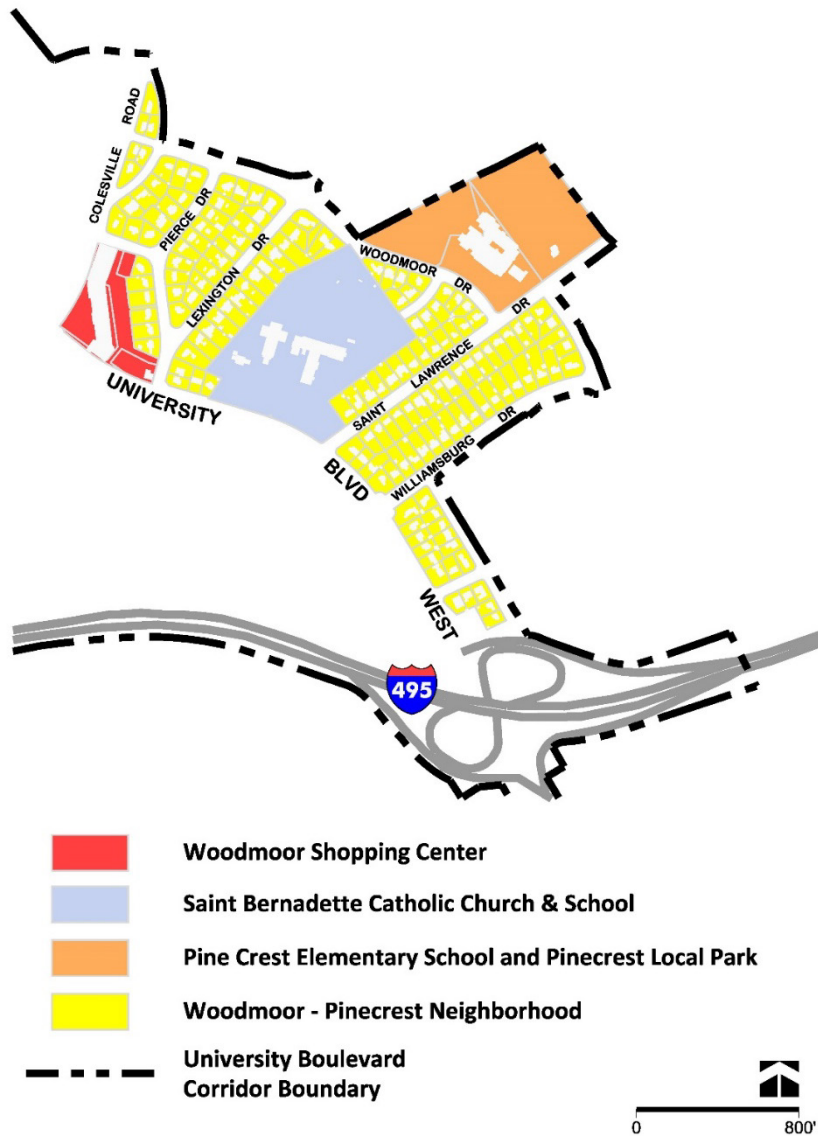 COLESVILLE ROAD
PIERCE DR
LEXINGTON DR
WOODMOOR DR
SAINT LAWRENCE DR
WILLIAMSBURG DR
UNIVERSITY BLVD WEST
495
Woodmoor Shopping Center
Saint Bernadette Catholic Church & School
Pine Crest Elementary School and Pinecrest Local Park
Woodmoor - Pinecrest Neighborhood
University Boulevard
Corridor Boundary
0 800'